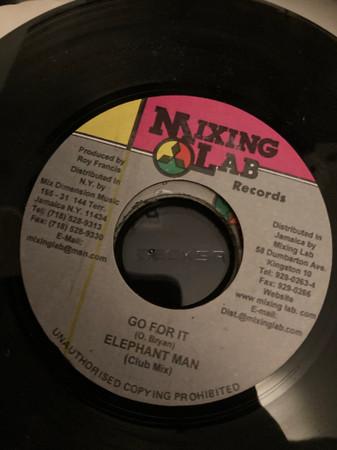 MIXING
LAB
Records
Produced by
Roy Francis
Distributed in
N.Y. by
Mix Dimension Music
165 - 31 144 Terr.
Jamaica N.Y. 11434
Tel: (718) 528-9313
Fax: (718) 528-9330
E-Mail:
mixinglab@man.com
Distributed in
Jamaica by
Mixing Lab
58 Dumbarton Ave.
Kingston 10
Tel: 929-0263-4
Fax: 929-0266
Website
www. mixing lab. com
E-mail:
Dist.@mixinglab.com
GO FOR IT
(O. Bryan)
ELEPHANT MAN
(Club Mix)
UNAUTHORISED COPYING PROHIBITED